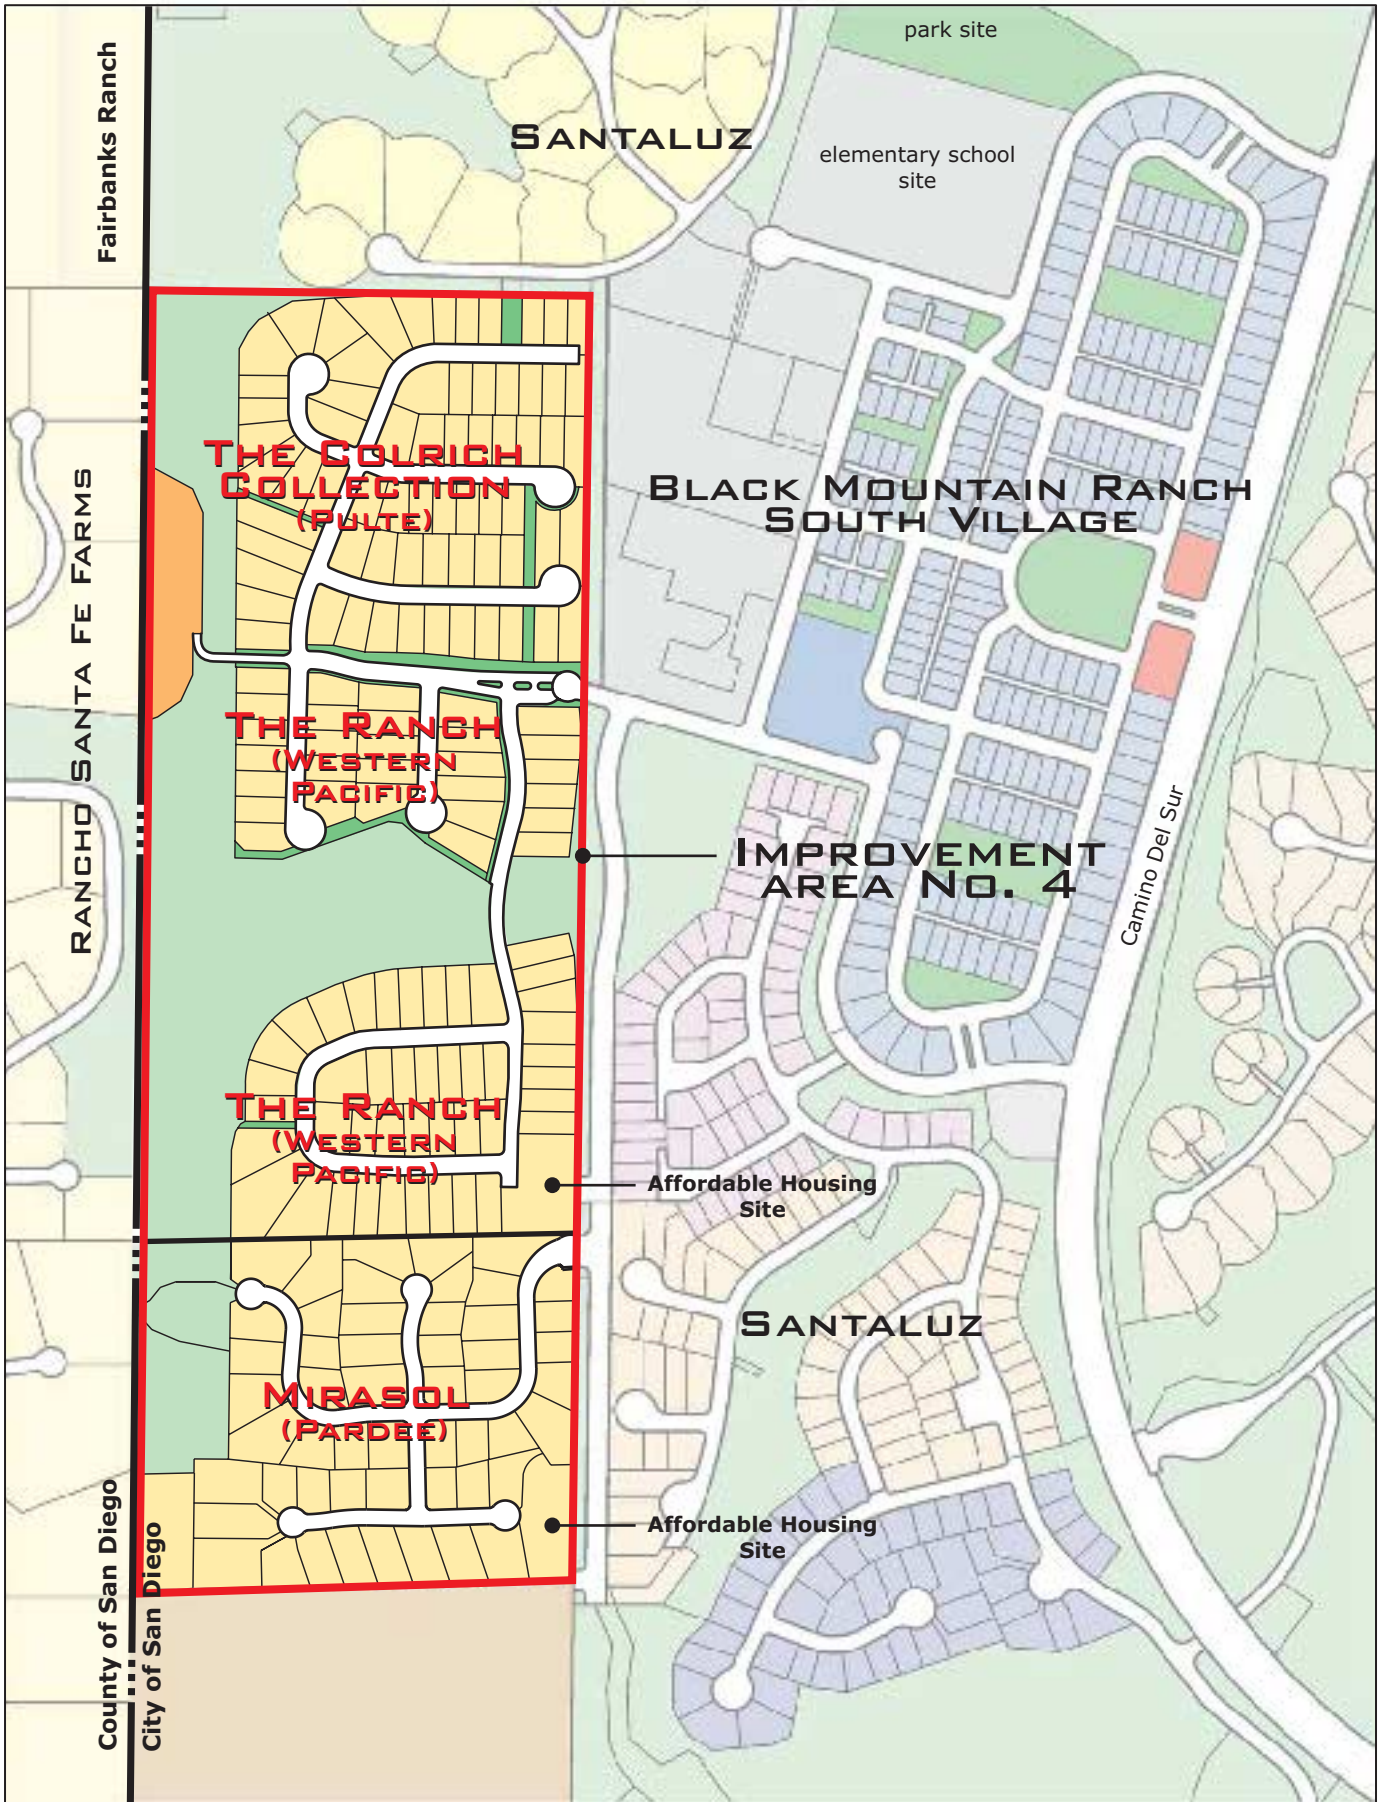 park site
Fairbanks Ranch
SANTALUZ
elementary school
site
THE COLRICH
COLLECTION
(PULTE)
BLACK MOUNTAIN RANCH
SOUTH VILLAGE
RANCHO SANTA FE FARMS
THE RANCH
(WESTERN
PACIFIC)
IMPROVEMENT
AREA NO. 4
Camino Del Sur
THE RANCH
(WESTERN
PACIFIC)
Affordable Housing
Site
SANTALUZ
MIRASOL
(PARDEE)
Affordable Housing
Site
County of San Diego
City of San Diego